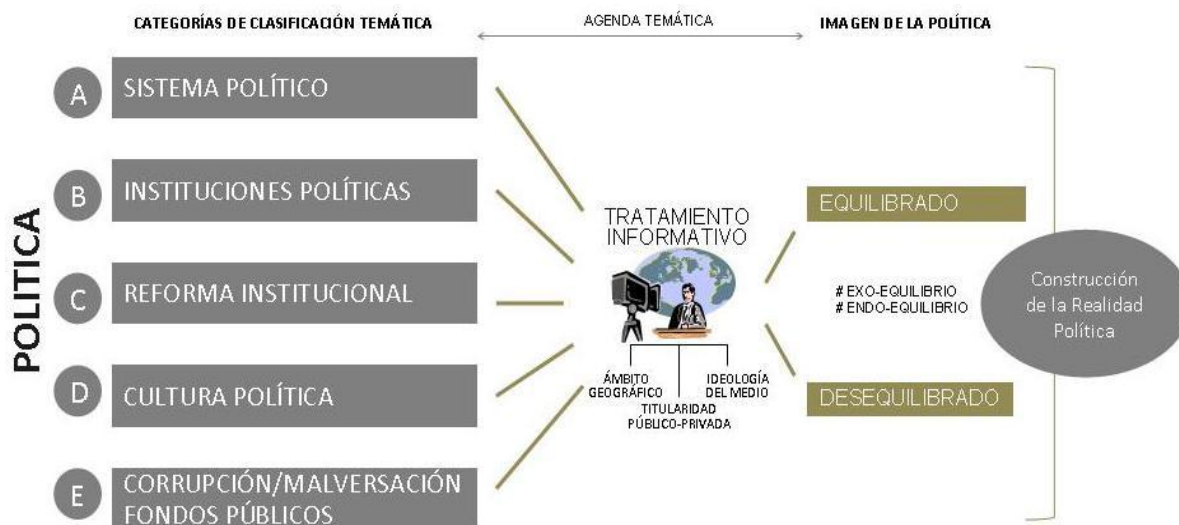 CATEGORÍAS DE CLASIFICACIÓN TEMÁTICA
AGENDA TEMÁTICA
IMAGEN DE LA POLÍTICA
POLITICA
A
SISTEMA POLÍTICO
B
INSTITUCIONES POLÍTICAS
C
REFORMA INSTITUCIONAL
D
CULTURA POLÍTICA
E
CORRUPCIÓN/MALVERSACIÓN
FONDOS PÚBLICOS
TRATAMIENTO
INFORMATIVO
ÁMBITO
GEOGRÁFICO
TITULARIDAD
PÚBLICO-PRIVADA
IDEOLOGÍA
DEL MEDIO
EQUILIBRADO
# EXO-EQUILIBRIO
# ENDO-EQUILIBRIO
DESEQUILIBRADO
Construcción
de la Realidad
Política